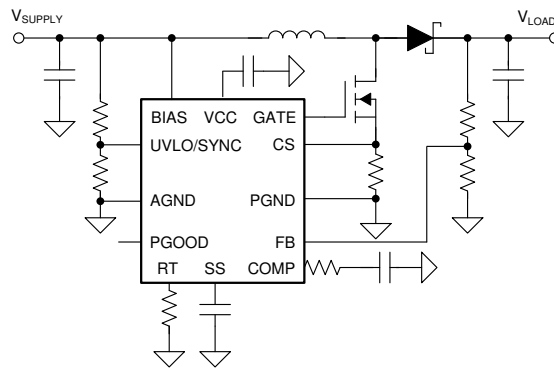 VSUPPLY
VLOAD
BIAS VCC GATE
UVLO/SYNC CS
AGND PGND
PGOOD FB
RT SS COMP